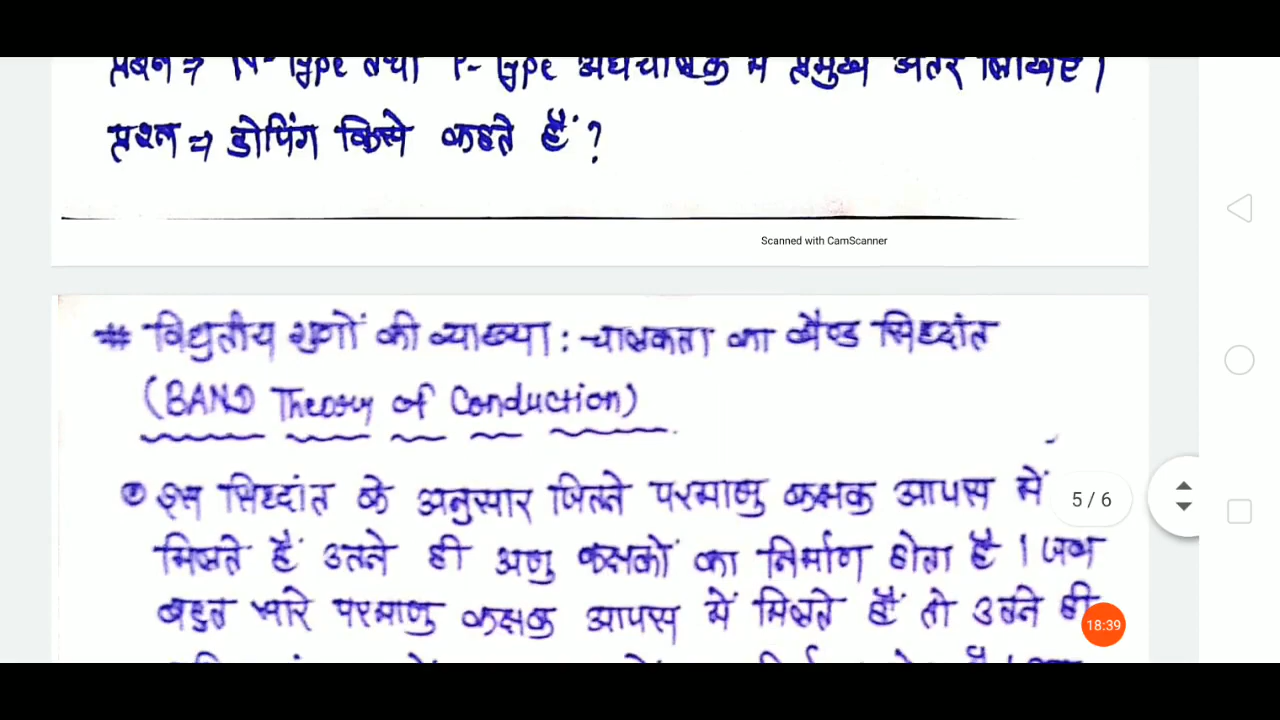 प्रश्न ⇒ N-Type तथा P-Type अर्धचालक में प्रमुख अंतर लिखिए।
प्रश्न ⇒ डोपिंग किसे कहते हैं ?
Scanned with CamScanner
# विद्युतीय गुणों की व्याख्या : चालकता का बैण्ड सिध्दांत
(BAND Theory of Conduction)
इस सिध्दांत के अनुसार जितने परमाणु कक्षक आपस में
5 / 6
मिलते हैं उतने ही अणु कक्षकों का निर्माण होता है। जब
बहुत सारे परमाणु कक्षक आपस में मिलते हैं तो उतने ही
18:39